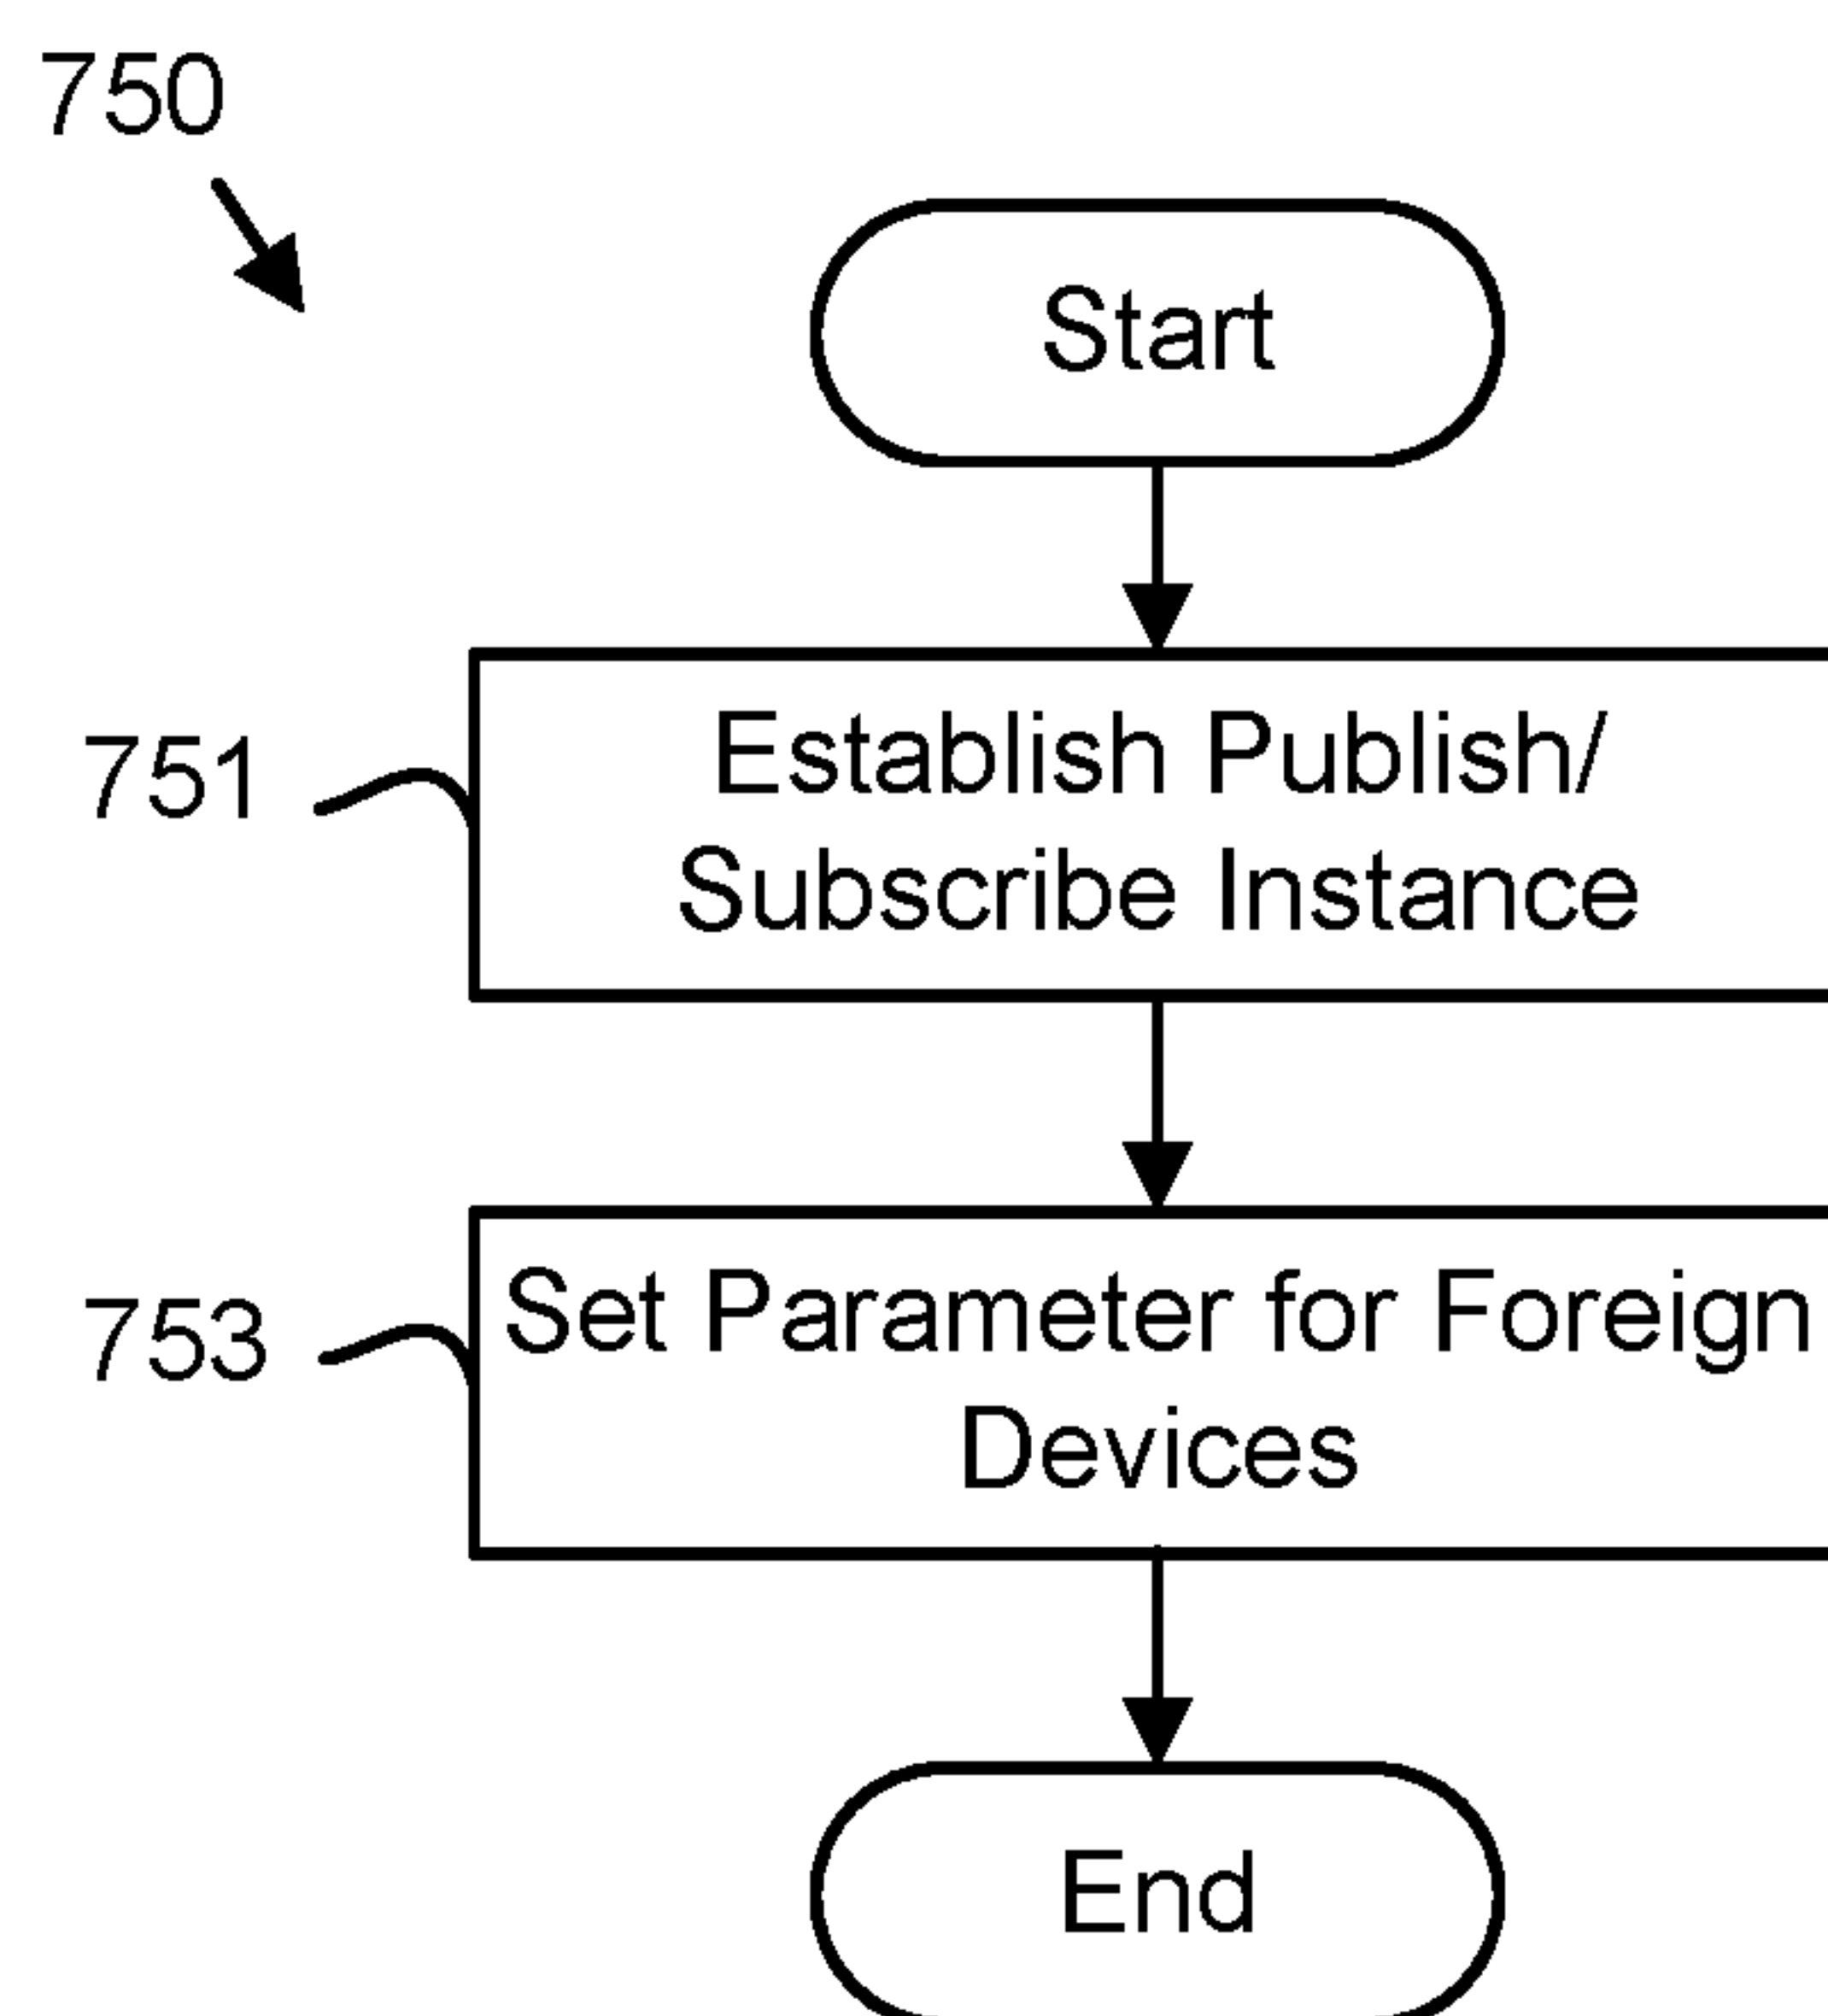 750
Start
751
Establish Publish/
Subscribe Instance
753
Set Parameter for Foreign
Devices
End